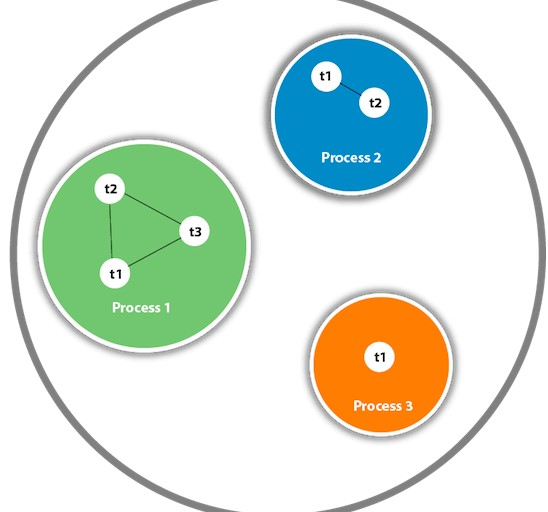 t1
t2
Process 2
t2
t3
t1
Process 1
t1
Process 3